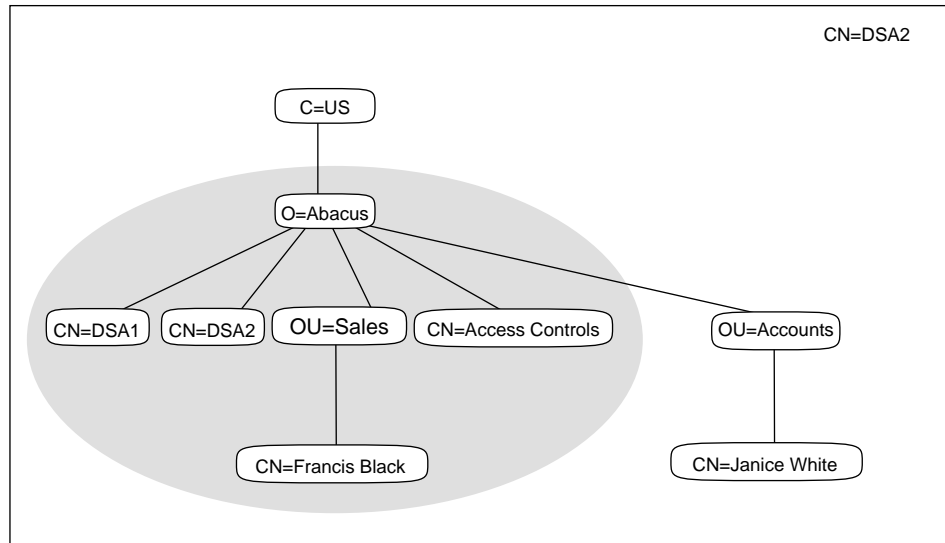 CN=DSA2
C=US
O=Abacus
CN=DSA1
CN=DSA2
OU=Sales
CN=Access Controls
OU=Accounts
CN=Francis Black
CN=Janice White